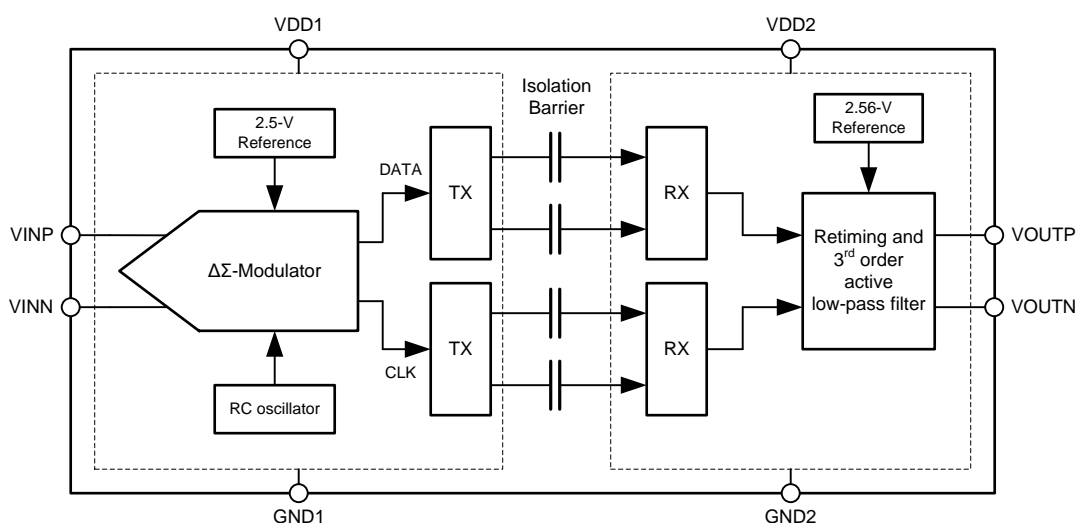 VDD1
VDD2
Isolation
Barrier
2.5-V
Reference
2.56-V
Reference
DATA
TX
RX
VINP
VINN
ΔΣ-Modulator
Retiming and
3rd order
active
low-pass filter
VOUTP
VOUTN
TX
RX
CLK
RC oscillator
GND1
GND2